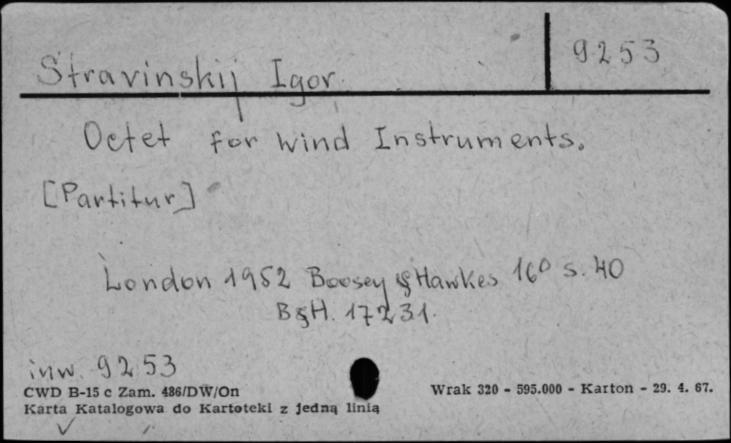 9253
Stravinskij Igor
Octet for Wind Instruments.
[Partitur]
London 1952 Boosey & Hawkes 16° s. 40
B&H. 17231.
inw. 9253
CWD B-15 c Zam. 486/DW/On
Wrak 320 - 595.000 - Karton - 29. 4. 67.
Karta Katalogowa do Kartoteki z jedną linią